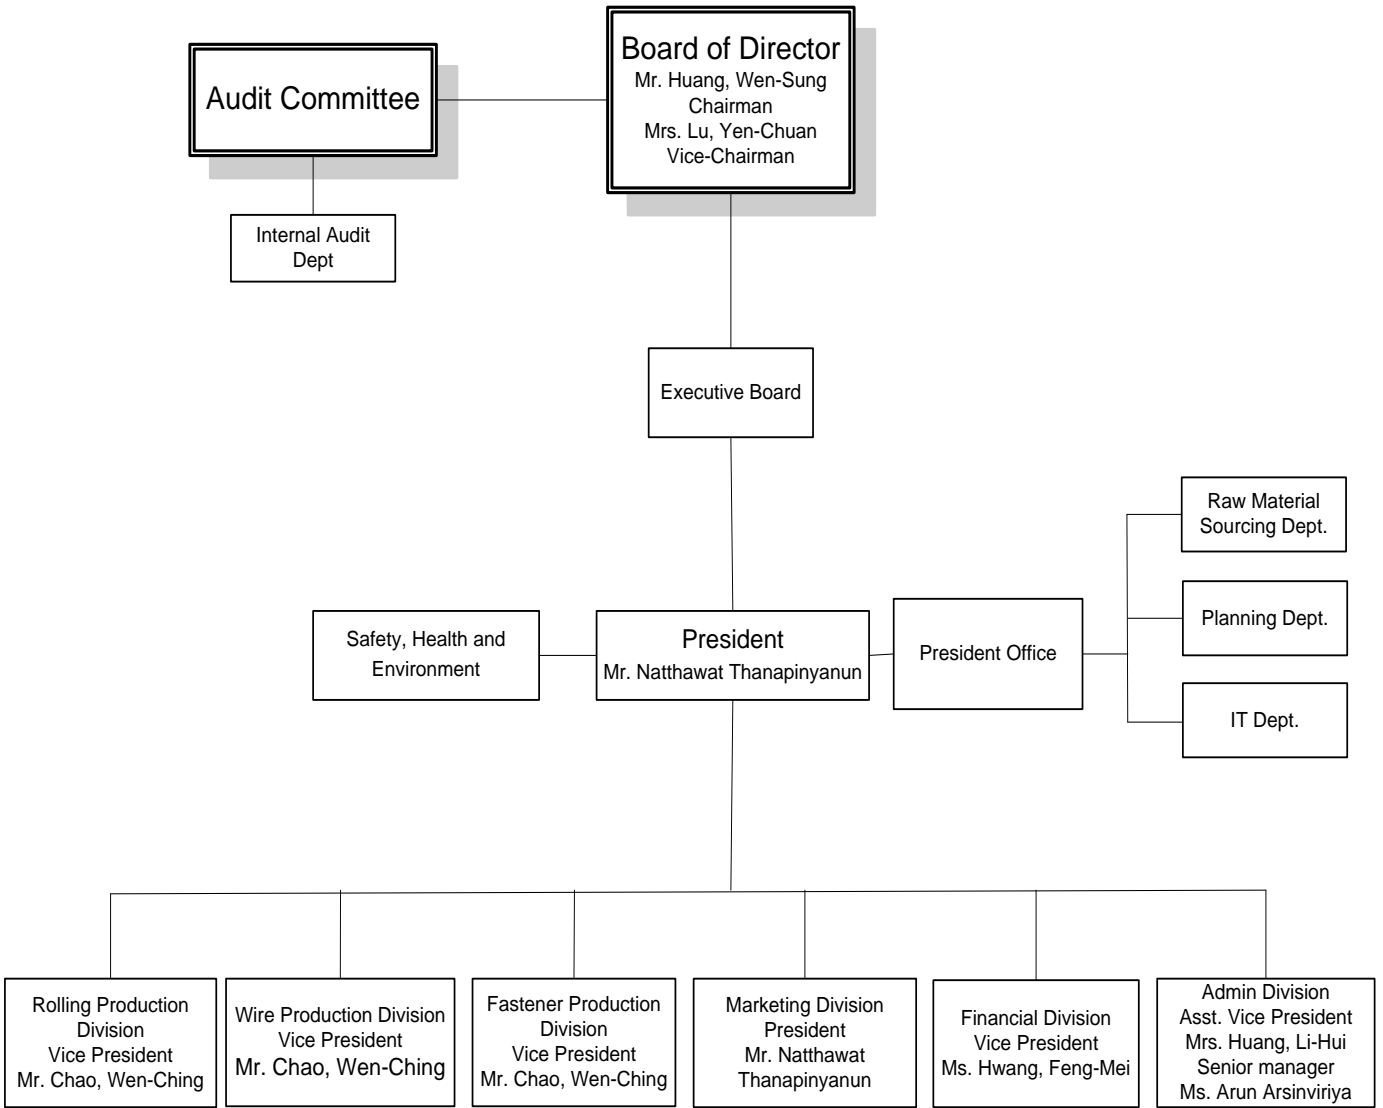 Board of Director
Mr. Huang, Wen-Sung
Chairman
Mrs. Lu, Yen-Chuan
Vice-Chairman
Audit Committee
Internal Audit
Dept
Executive Board
Raw Material
Sourcing Dept.
Planning Dept.
IT Dept.
Safety, Health and
Environment
President
Mr. Natthawat Thanapinyanun
President Office
Rolling Production
Division
Vice President
Mr. Chao, Wen-Ching
Wire Production Division
Vice President
Mr. Chao, Wen-Ching
Fastener Production
Division
Vice President
Mr. Chao, Wen-Ching
Marketing Division
President
Mr. Natthawat
Thanapinyanun
Financial Division
Vice President
Ms. Hwang, Feng-Mei
Admin Division
Asst. Vice President
Mrs. Huang, Li-Hui
Senior manager
Ms. Arun Arsinviriya